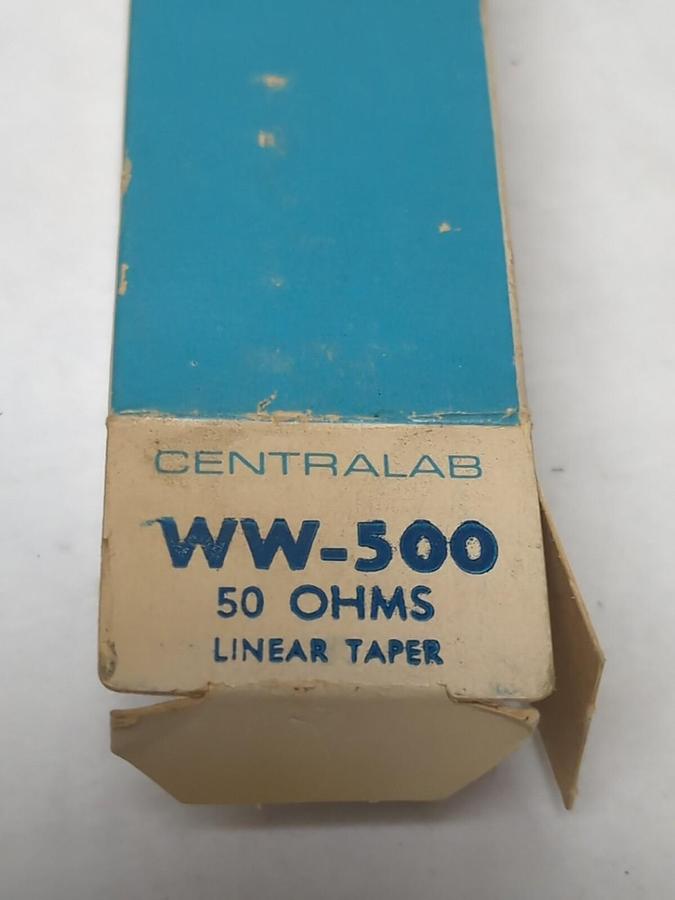 CENTRALAB
WW-500
50 OHMS
LINEAR TAPER